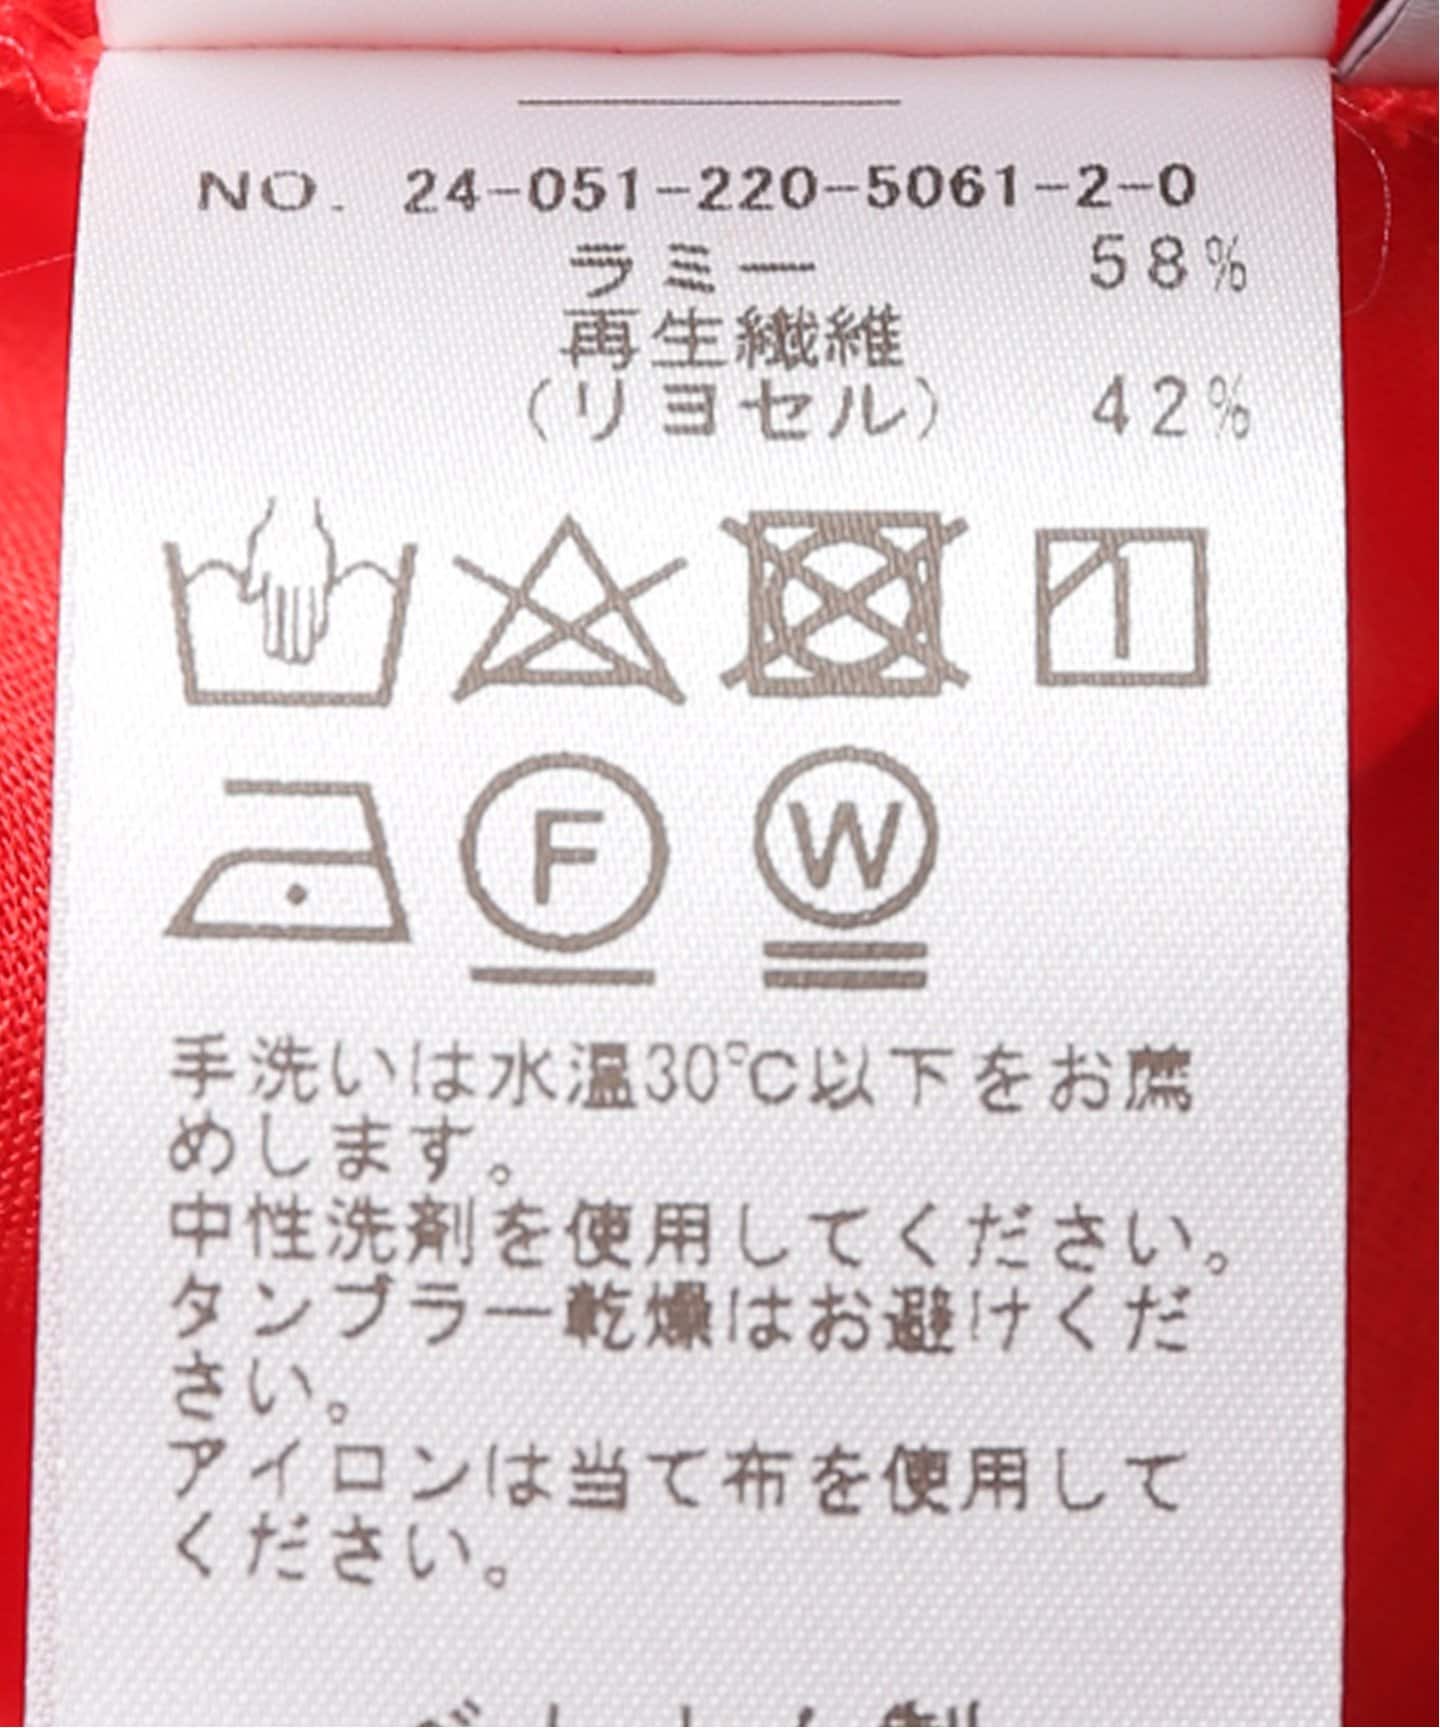 NO. 24-051-220-5061-2-0
ラミー 58%
再生繊維
(リヨセル) 42%
F W
手洗いは水温30℃以下をお薦
めします。
中性洗剤を使用してください。
タンブラー乾燥はお避けくだ
さい。
アイロンは当て布を使用して
ください。